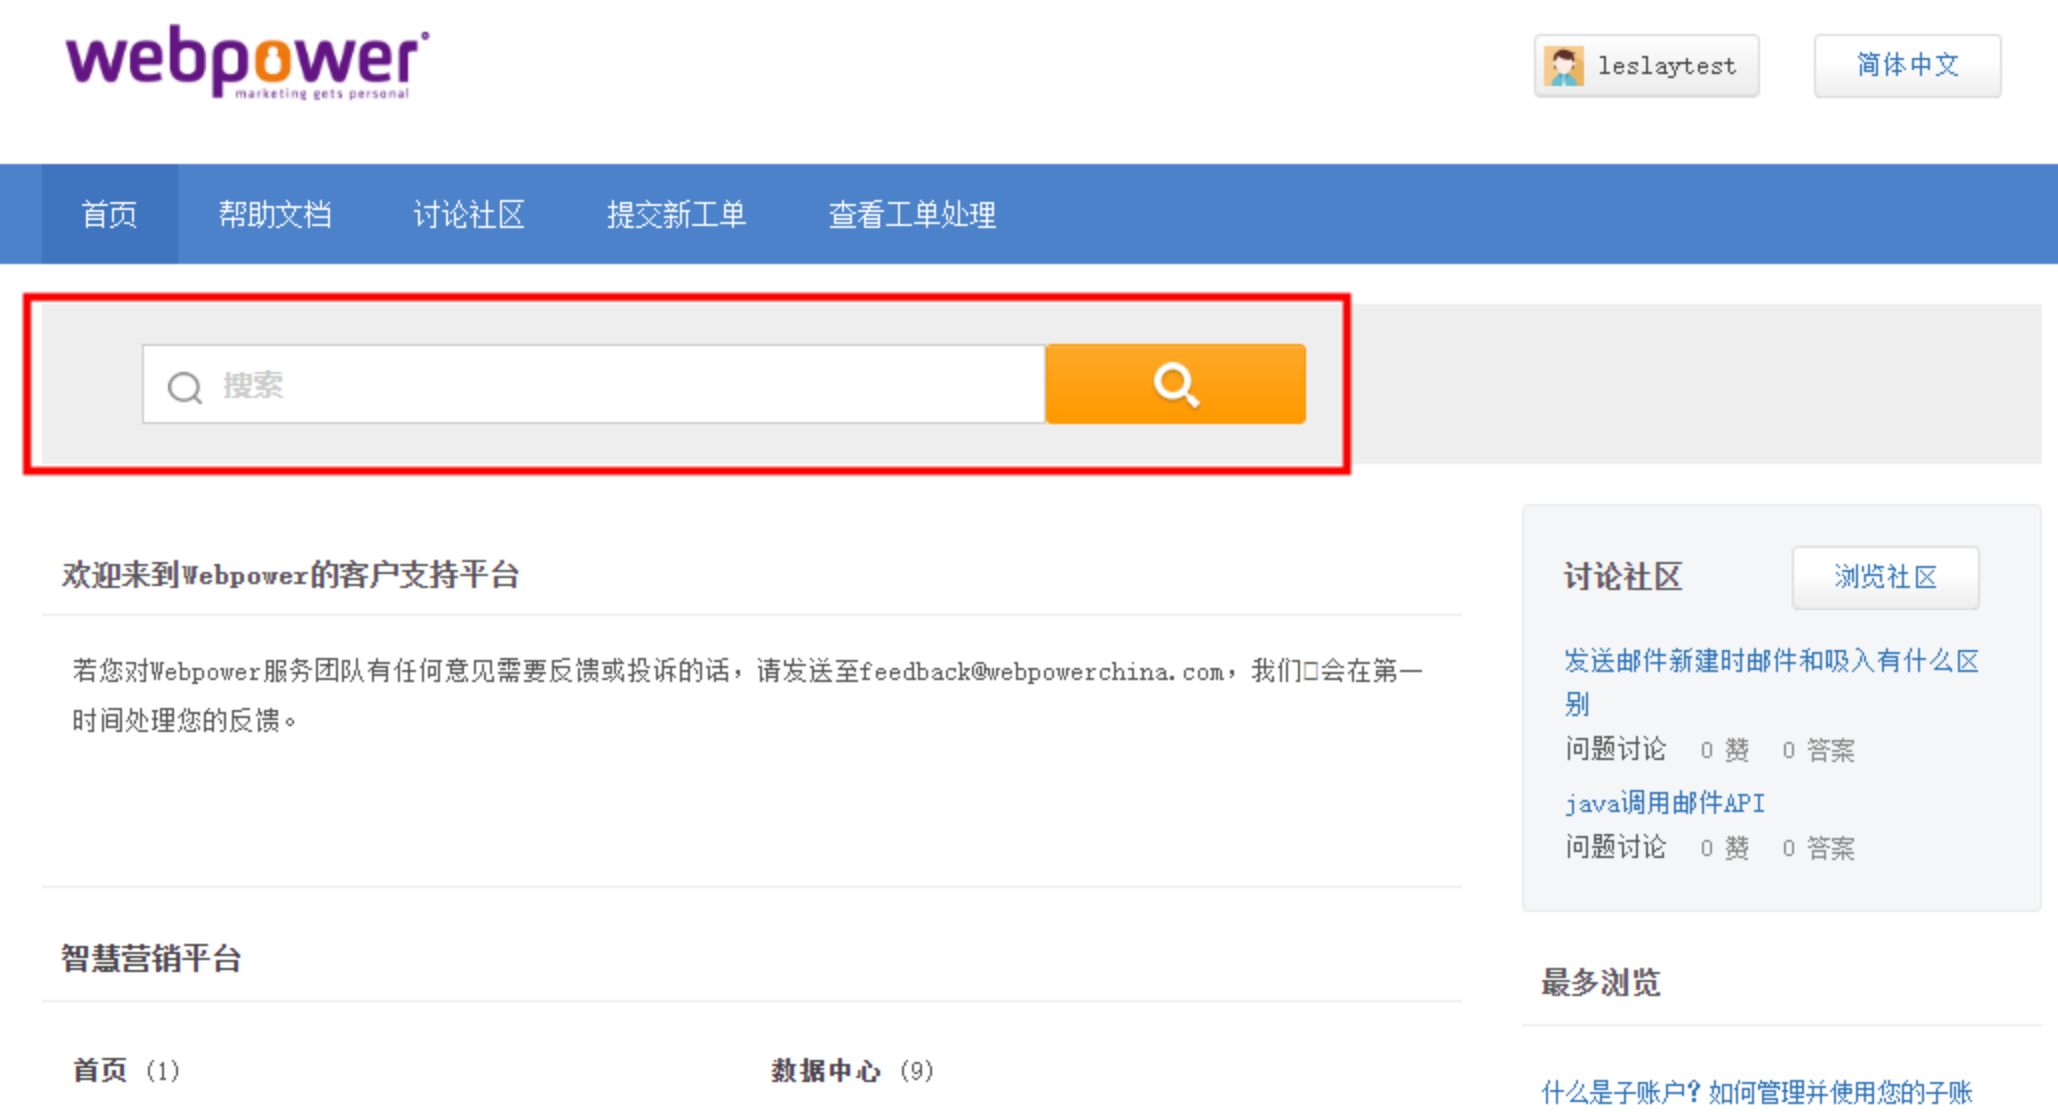 webpower
marketing gets personal
leslaytest
简体中文
首页
帮助文档
讨论社区
提交新工单
查看工单处理
搜索
欢迎来到Webpower的客户支持平台
若您对Webpower服务团队有任何意见需要反馈或投诉的话，请发送至feedback@webpowerchina.com，我们□会在第一
时间处理您的反馈。
讨论社区
浏览社区
发送邮件新建时邮件和吸入有什么区
别
问题讨论 0 赞 0 答案
java调用邮件API
问题讨论 0 赞 0 答案
智慧营销平台
首页 (1)
数据中心 (9)
最多浏览
什么是子账户？如何管理并使用您的子账